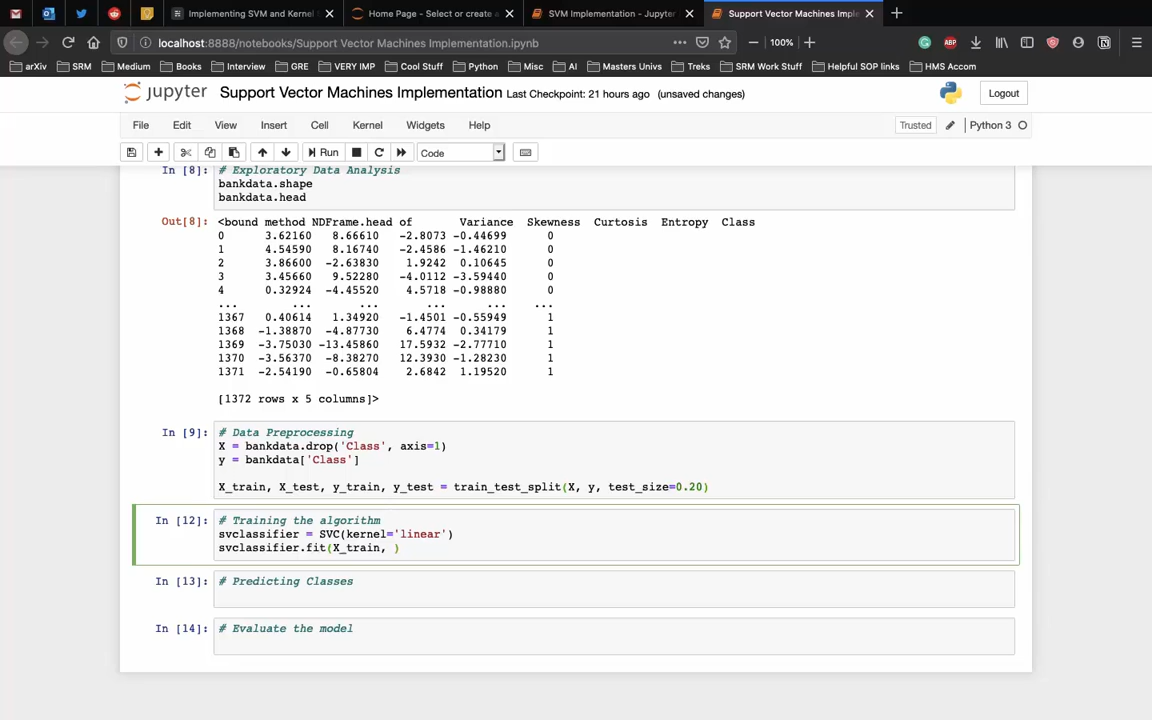 Implementing SVM and Kernel
Home Page - Select or create a
SVM Implementation - Jupyter
Support Vector Machines Imple
localhost:8888/notebooks/Support Vector Machines Implementation.ipynb
100%
ABP
arXiv SRM Medium Books Interview GRE VERY IMP Cool Stuff Python Misc AI Masters Univs Treks SRM Work Stuff Helpful SOP links HMS Accom
jupyter Support Vector Machines Implementation Last Checkpoint: 21 hours ago (unsaved changes)
Logout
File Edit View Insert Cell Kernel Widgets Help
Trusted Python 3
Run Code
In [8]: # Exploratory Data Analysis
bankdata.shape
bankdata.head
Out[8]: <bound method NDFrame.head of Variance Skewness Curtosis Entropy Class
0 3.62160 8.66610 -2.8073 -0.44699 0
1 4.54590 8.16740 -2.4586 -1.46210 0
2 3.86600 -2.63830 1.9242 0.10645 0
3 3.45660 9.52280 -4.0112 -3.59440 0
4 0.32924 -4.45520 4.5718 -0.98880 0
... ... ... ... ... ...
1367 0.40614 1.34920 -1.4501 -0.55949 1
1368 -1.38870 -4.87730 6.4774 0.34179 1
1369 -3.75030 -13.45860 17.5932 -2.77710 1
1370 -3.56370 -8.38270 12.3930 -1.28230 1
1371 -2.54190 -0.65804 2.6842 1.19520 1
[1372 rows x 5 columns]>
In [9]: # Data Preprocessing
X = bankdata.drop('Class', axis=1)
y = bankdata['Class']
X_train, X_test, y_train, y_test = train_test_split(X, y, test_size=0.20)
In [12]: # Training the algorithm
svclassifier = SVC(kernel='linear')
svclassifier.fit(X_train, )
In [13]: # Predicting Classes
In [14]: # Evaluate the model